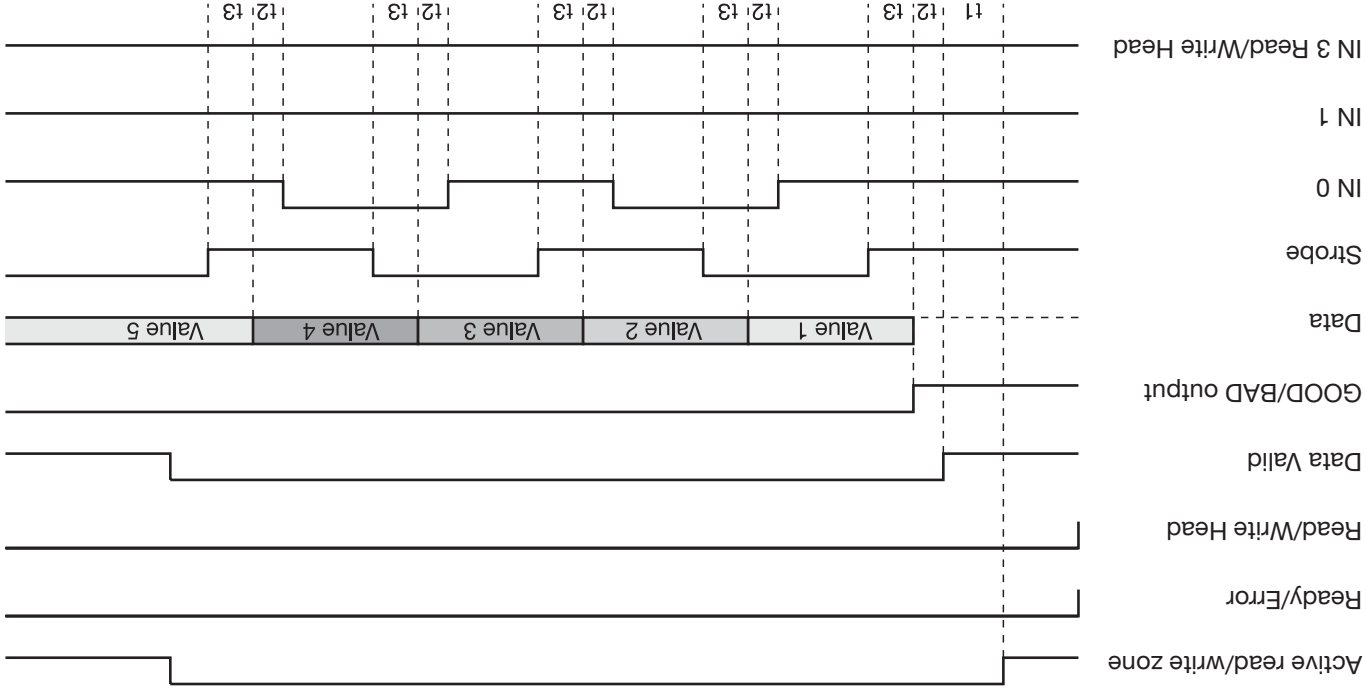 Active read/write zone
Ready/Error
Read/Write Head
Data Valid
GOOD/BAD output
Data
Value 1 Value 2 Value 3 Value 4 Value 5
Strobe
IN 0
IN 1
IN 3 Read/Write Head
t1 t2 t3 t2 t3 t2 t3 t2 t3 t2 t3